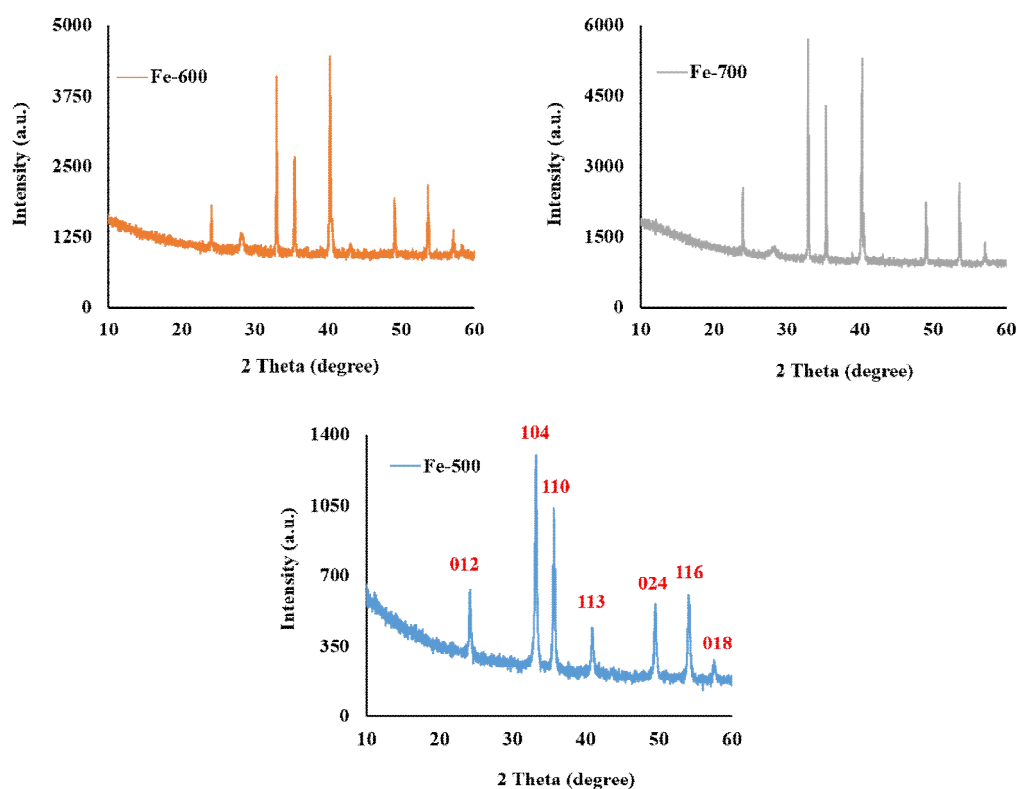 5000
3750
2500
1250
0
Intensity (a.u.)
Fe-600
10 20 30 40 50 60
2 Theta (degree)
6000
4500
3000
1500
0
Intensity (a.u.)
Fe-700
10 20 30 40 50 60
2 Theta (degree)
1400
1050
700
350
0
Intensity (a.u.)
Fe-500
012
104
110
113
024
116
018
10 20 30 40 50 60
2 Theta (degree)